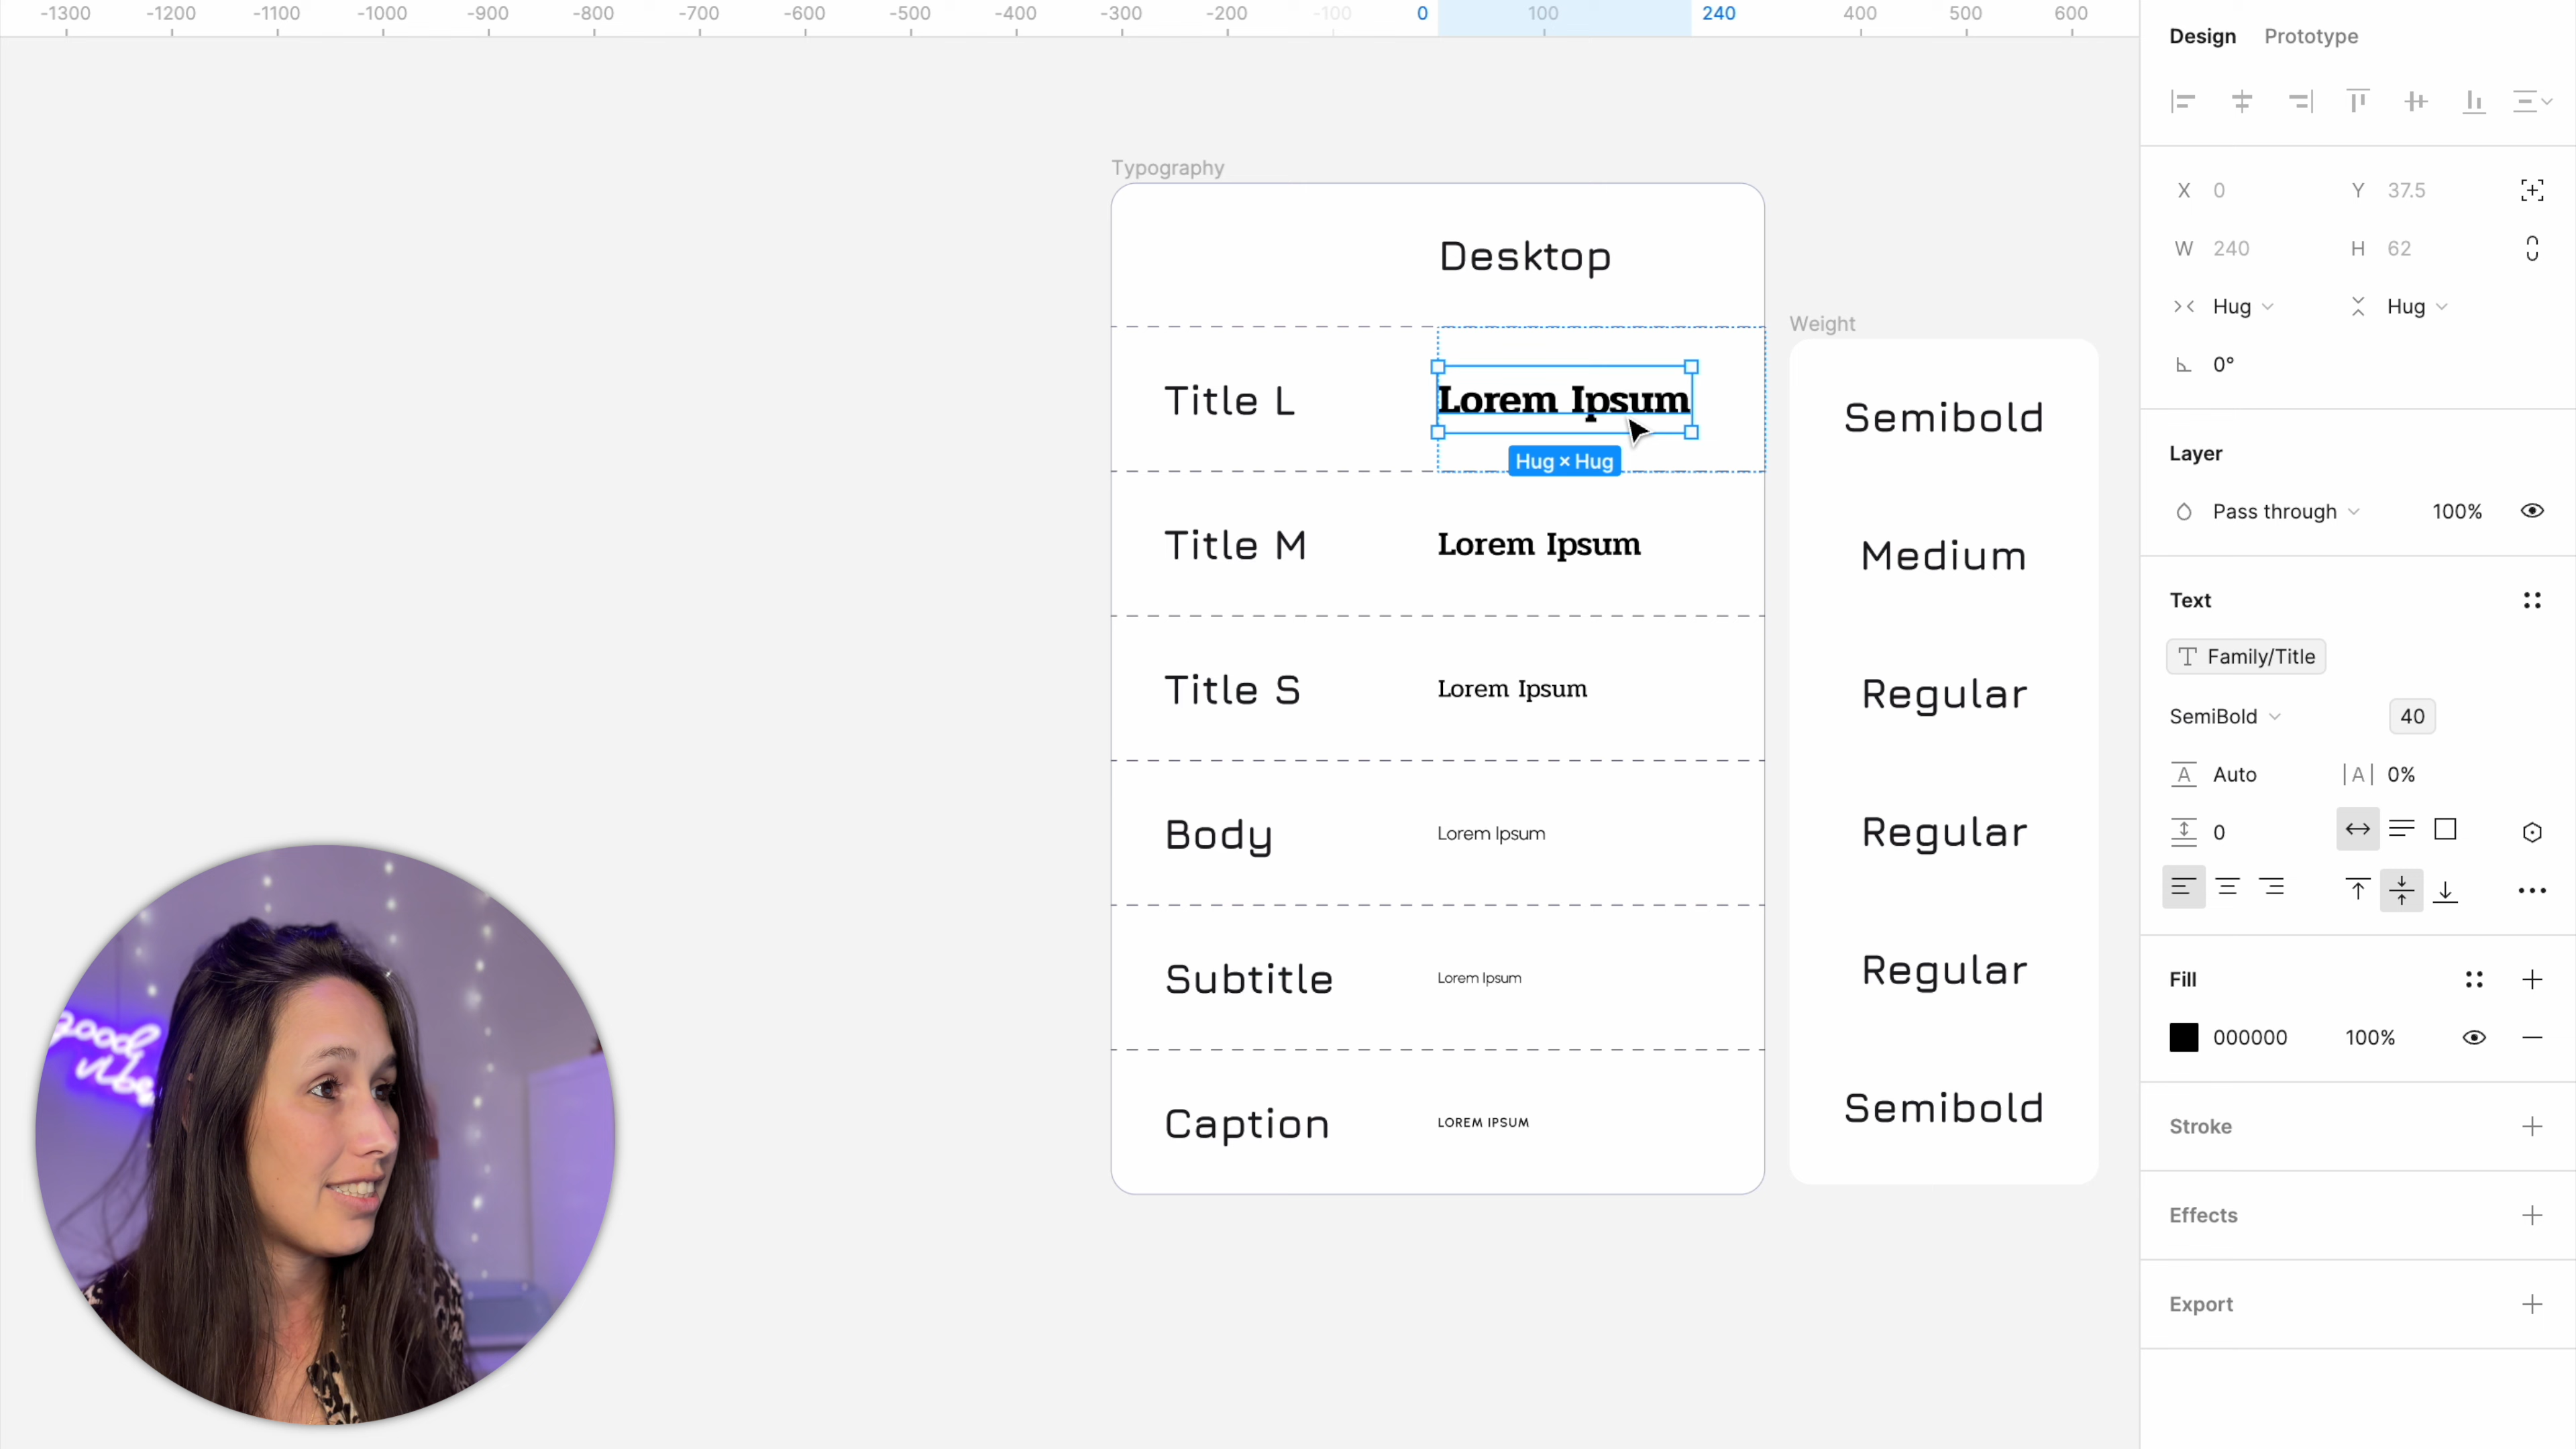 -1300 -1200 -1100 -1000 -900 -800 -700 -600 -500 -400 -300 -200 -100 0 100 240 400 500 600
Design Prototype
X 0 Y 37.5
W 240 H 62
Hug Hug
0°
Layer
Pass through 100%
Text
Family/Title
SemiBold 40
A Auto |A| 0%
0
Fill
000000 100%
Stroke
Effects
Export
Typography
Desktop
Title L Lorem Ipsum
Hug × Hug
Title M Lorem Ipsum
Title S Lorem Ipsum
Body Lorem Ipsum
Subtitle Lorem Ipsum
Caption LOREM IPSUM
Weight
Semibold
Medium
Regular
Regular
Regular
Semibold
good
vibe